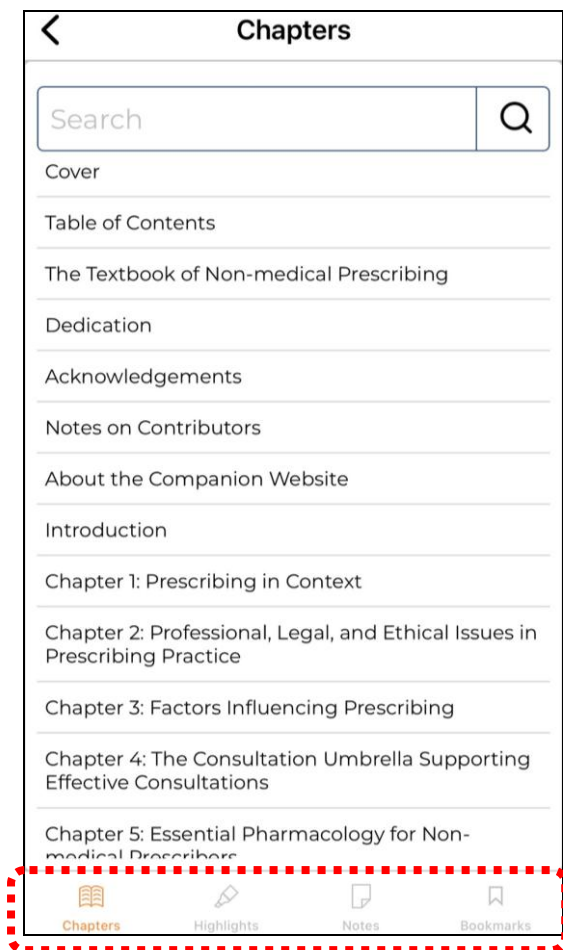 Chapters
Search
Cover
Table of Contents
The Textbook of Non-medical Prescribing
Dedication
Acknowledgements
Notes on Contributors
About the Companion Website
Introduction
Chapter 1: Prescribing in Context
Chapter 2: Professional, Legal, and Ethical Issues in
Prescribing Practice
Chapter 3: Factors Influencing Prescribing
Chapter 4: The Consultation Umbrella Supporting
Effective Consultations
Chapter 5: Essential Pharmacology for Non-
medical Prescribers
Chapters Highlights Notes Bookmarks